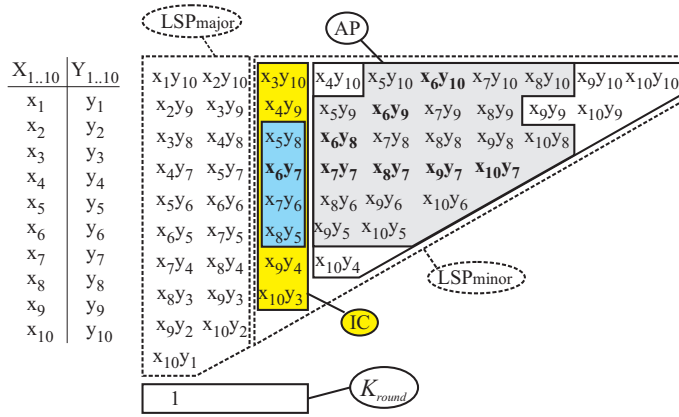 LSPmajor AP
X1..10 Y1..10
x1y10 x2y10 x3y10 x4y10 x5y10 x6y10 x7y10 x8y10 x9y10 x10y10
x1 y1
x2y9 x3y9 x4y9 x5y9 x6y9 x7y9 x8y9 x9y9 x10y9
x2 y2
x3y8 x4y8 x5y8 x6y8 x7y8 x8y8 x9y8 x10y8
x3 y3
x4y7 x5y7 x6y7 x7y7 x8y7 x9y7 x10y7
x4 y4
x5y6 x6y6 x7y6 x8y6 x9y6 x10y6
x5 y5
x6y5 x7y5 x8y5 x9y5 x10y5
x6 y6
x7y4 x8y4 x9y4 x10y4
x7 y7
LSPminor
x8y3 x9y3 x10y3
x8 y8
x9y2 x10y2
x9 y9
IC
x10 y10
x10y1
1 Kround